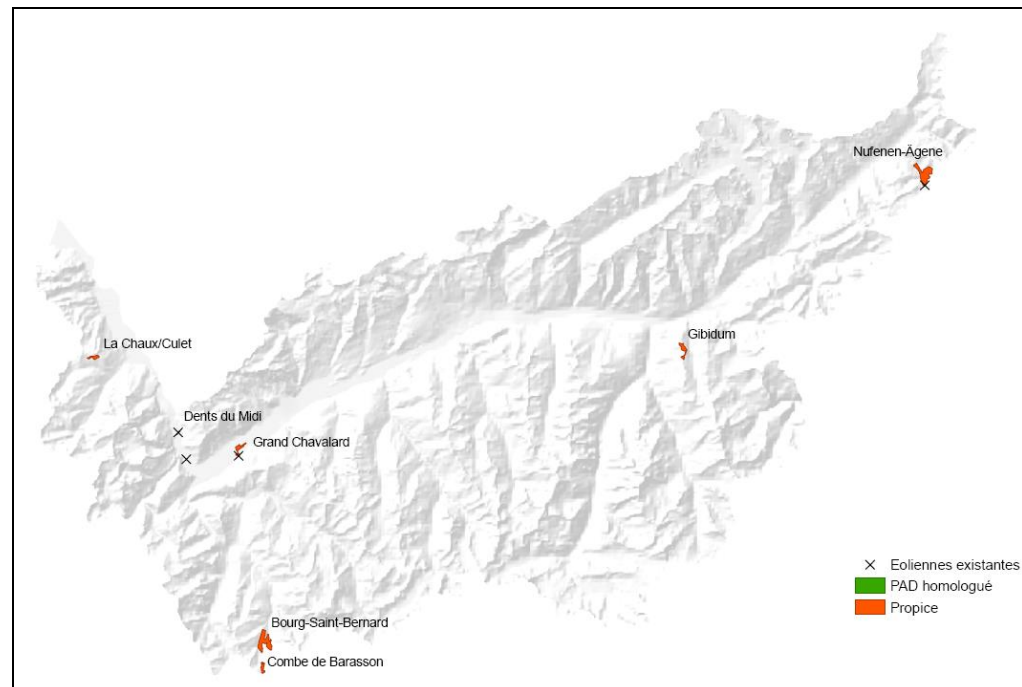 Nufenen-Ägene
Gibidum
La Chaux/Culet
Dents du Midi
Grand Chavalard
Eoliennes existantes
PAD homologué
Propice
Bourg-Saint-Bernard
Combe de Barasson